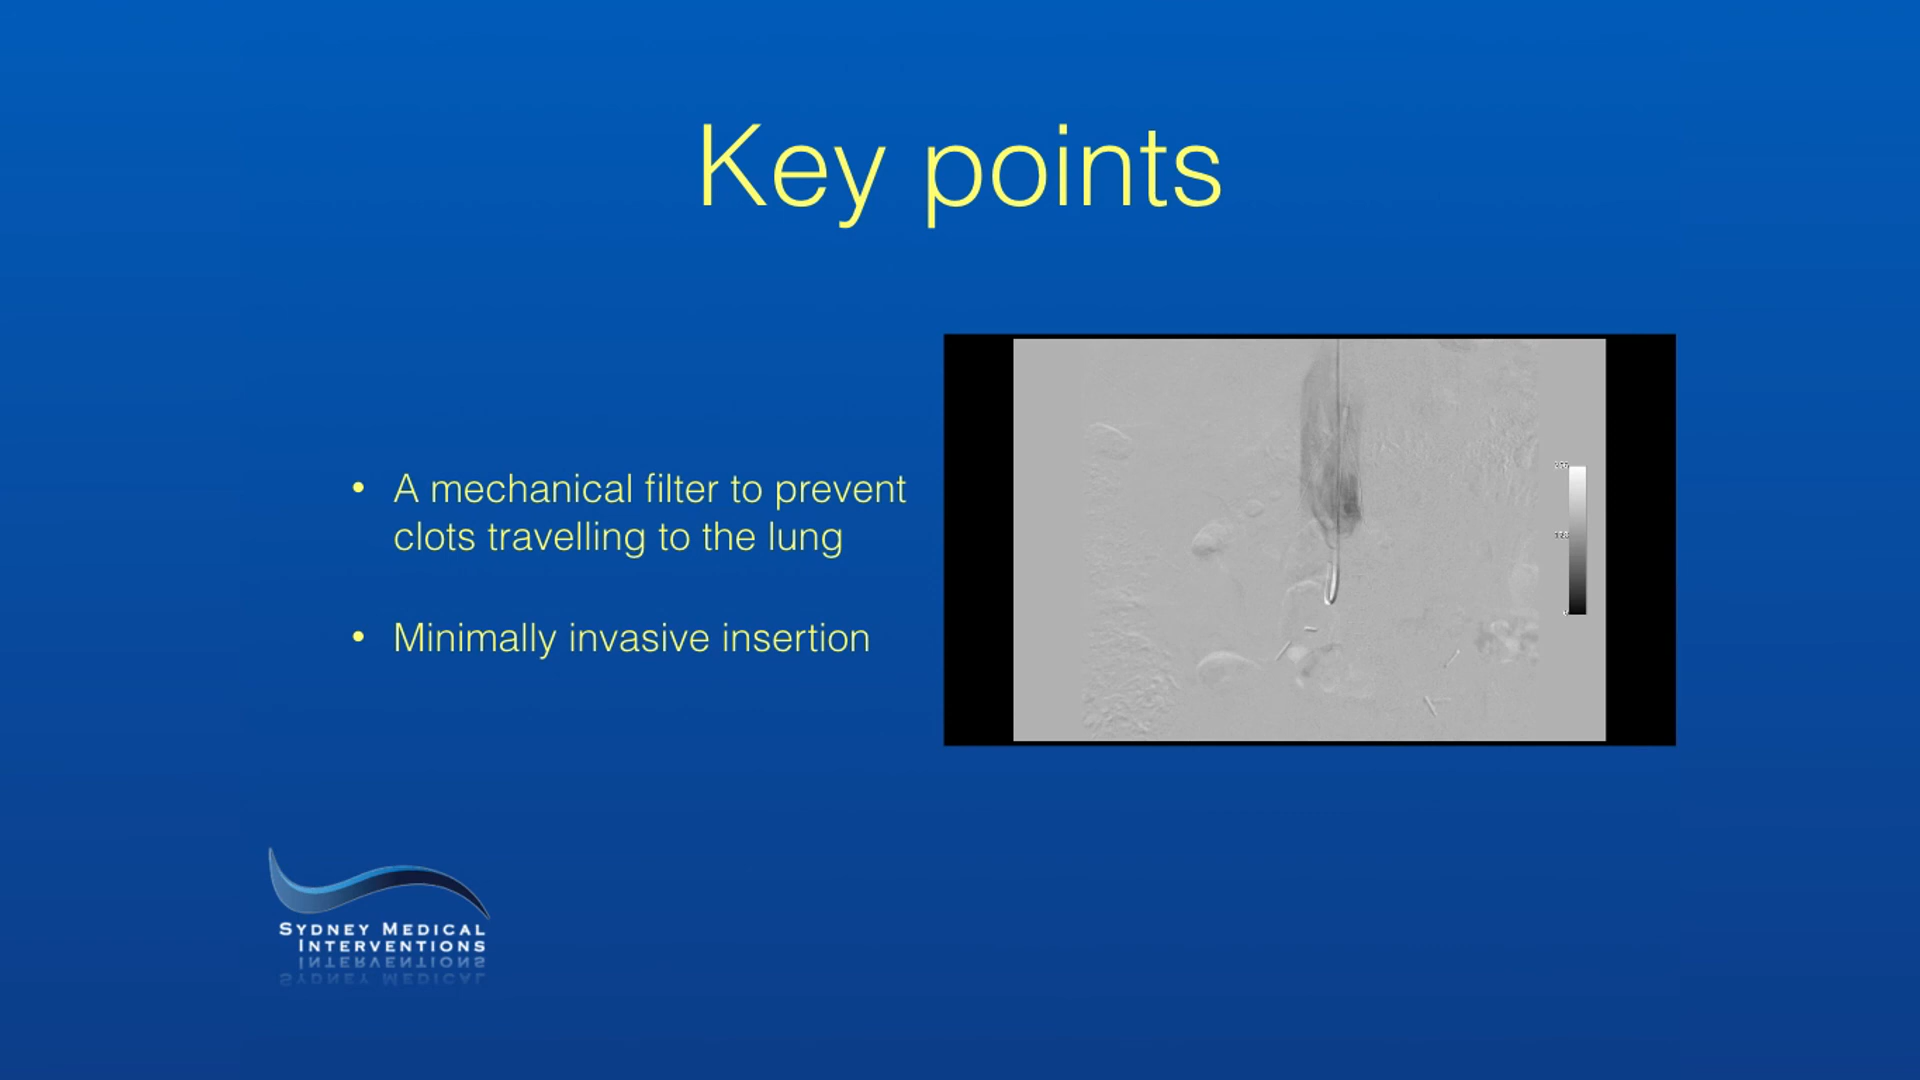 Key points
• A mechanical filter to prevent
clots travelling to the lung
• Minimally invasive insertion
SYDNEY MEDICAL
INTERVENTIONS